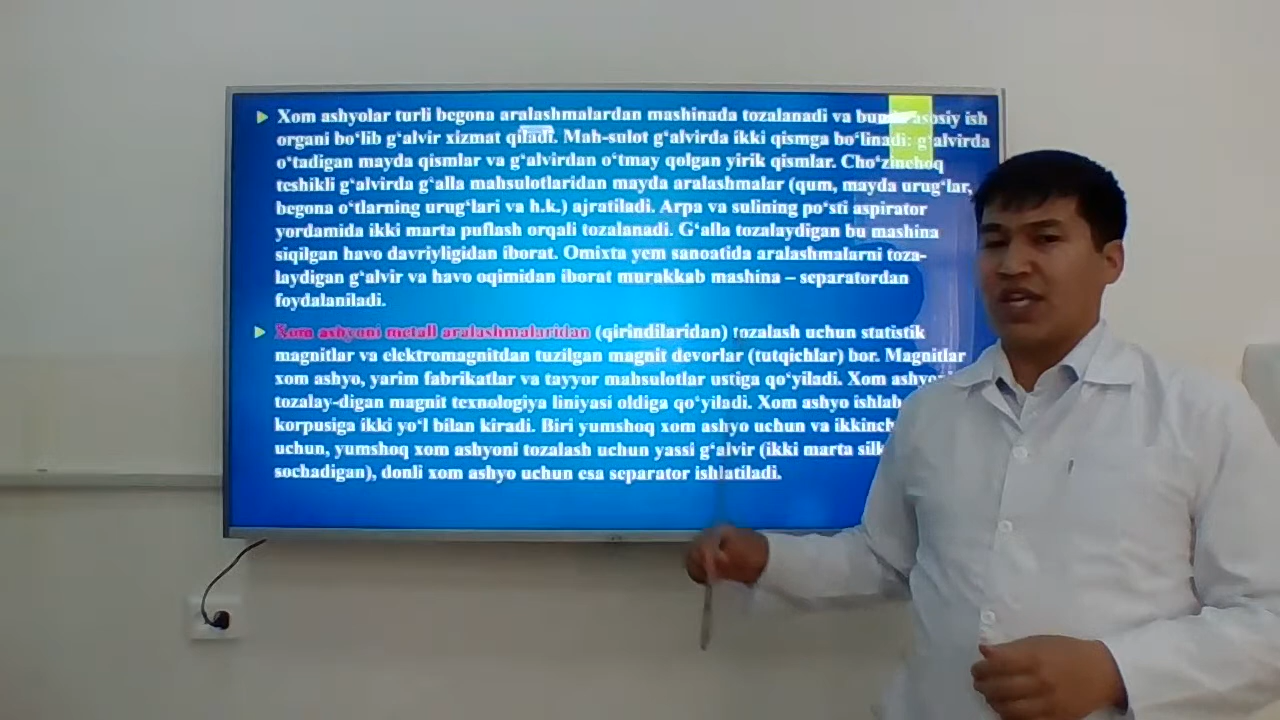 Xom ashyolar turli begona aralashmalardan mashinada tozalanadi va bunda asosiy ish
organi bo‘lib g‘alvir xizmat qiladi. Mah-sulot g‘alvirda ikki qismga bo‘linadi: g‘alvirda
o‘tadigan mayda qismlar va g‘alvirdan o‘tmay qolgan yirik qismlar. Cho‘zinchoq
teshikli g‘alvirda g‘alla mahsulotlaridan mayda aralashmalar (qum, mayda urug‘lar,
begona o‘tlarning urug‘lari va h.k.) ajratiladi. Arpa va sulining po‘sti aspirator
yordamida ikki marta puflash orqali tozalanadi. G‘alla tozalaydigan bu mashina
siqilgan havo davriyligidan iborat. Omixta yem sanoatida aralashmalarni toza-
laydigan g‘alvir va havo oqimidan iborat murakkab mashina – separatordan
foydalaniladi.
Xom ashyoni metall aralashmalaridan (qirindilaridan) tozalash uchun statistik
magnitlar va elektromagnitdan tuzilgan magnit devorlar (tutqichlar) bor. Magnitlar
xom ashyo, yarim fabrikatlar va tayyor mahsulotlar ustiga qo‘yiladi. Xom
tozalay-digan magnit texnologiya liniyasi oldiga qo‘yiladi. Xom ashyo
korpusiga ikki yo‘l bilan kiradi. Biri yumshoq xom ashyo uchun va
uchun, yumshoq xom ashyoni tozalash uchun yassi g‘alvir (ikki marta
sochadigan), donli xom ashyo uchun esa separator ishlatiladi.